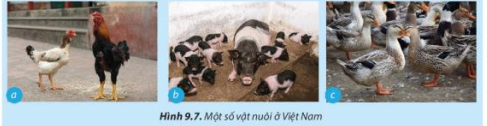 a
b
c
Hình 9.7. Một số vật nuôi ở Việt Nam